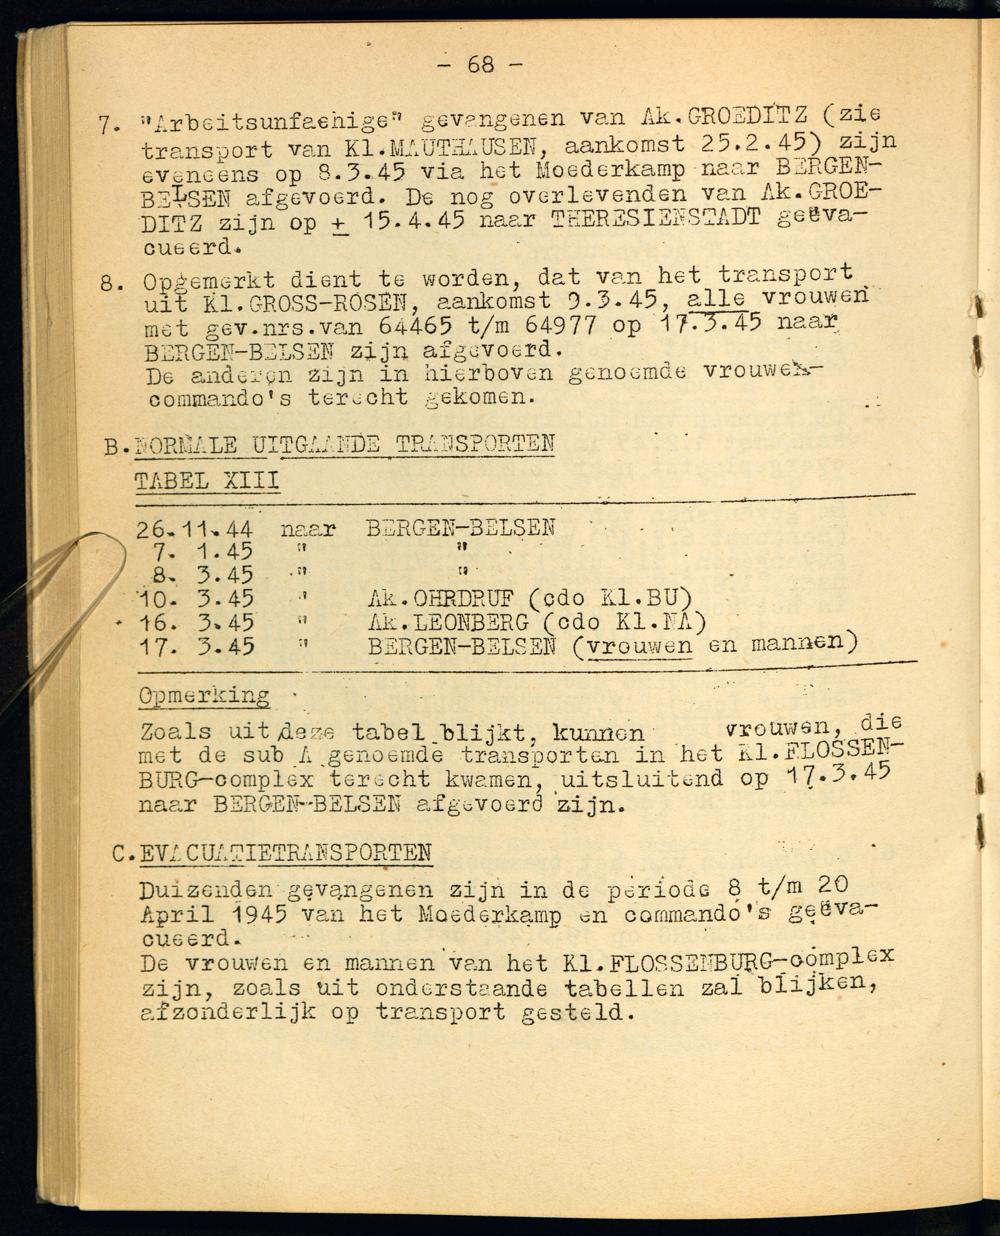 - 68 -
7. "Arbeitsunfaehige" gevangenen van Ak.GROEDITZ (zie
transport van Kl.MAUTHAUSEN, aankomst 25.2.45) zijn
eveneens op 8.3.45 via het Moederkamp naar BERGEN-
BELSEN afgevoerd. De nog overlevenden van Ak.GROE-
DITZ zijn op ± 15.4.45 naar THERESIENSTADT geëva-
cueerd.
8. Opgemerkt dient te worden, dat van het transport
uit Kl.GROSS-ROSEN, aankomst 9.3.45, alle vrouwen
met gev.nrs.van 64465 t/m 64977 op 17.3.45 naar
BERGEN-BELSEN zijn afgevoerd.
De anderen zijn in hierboven genoemde vrouwen-
commando's terecht gekomen.
B.NORMALE UITGAANDE TRANSPORTEN
TABEL XIII
26.11.44 naar BERGEN-BELSEN
7. 1.45 " "
8. 3.45 " "
10. 3.45 " Ak.OHRDRUF (cdo Kl.BU)
16. 3.45 " Ak.LEONBERG (cdo Kl.NA)
17. 3.45 " BERGEN-BELSEN (vrouwen en mannen)
Opmerking
Zoals uit deze tabel blijkt, kunnen vrouwen, die
met de sub A genoemde transporten in het Kl.FLOSSEN-
BURG-complex terecht kwamen, uitsluitend op 17.3.45
naar BERGEN-BELSEN afgevoerd zijn.
C.EVACUATIETRANSPORTEN
Duizenden gevangenen zijn in de periode 8 t/m 20
April 1945 van het Moederkamp en commando's geëva-
cueerd.
De vrouwen en mannen van het Kl.FLOSSENBURG-complex
zijn, zoals uit onderstaande tabellen zal blijken,
afzonderlijk op transport gesteld.